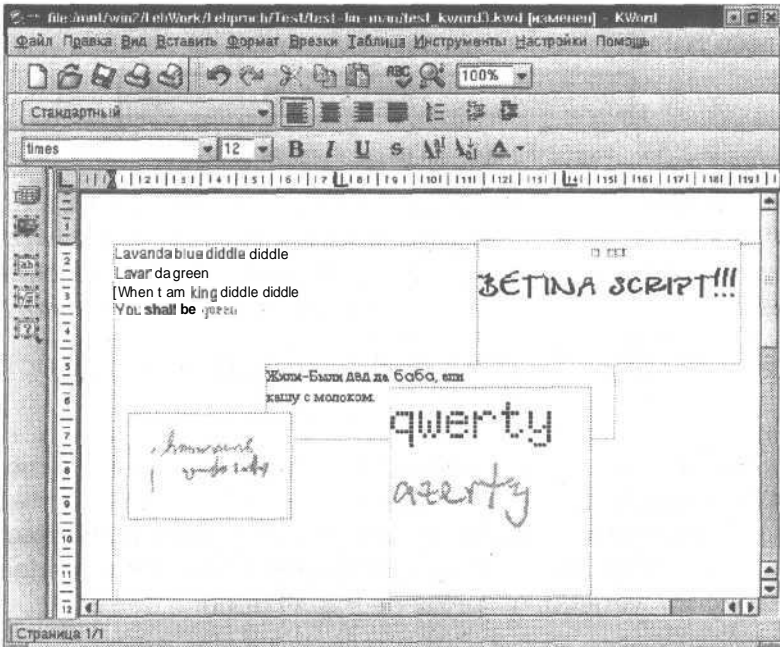 file:/mnt/win2/LebWork/Lebproch/Test/test-lin-man/test_kword3.kwd [изменен] - KWord
Файл Правка Вид Вставить Формат Врезки Таблица Инструменты Настройки Помощь
100%
Стандартный
times 12 B I U S
Lavanda blue diddle diddle
Lavar da green
[When t am king diddle diddle
You shall be
BETINA SCRIPT!!!
Жили-Были дед да баба, ели
кашу с молоком.
qwerty
azerty
Страница 1/1